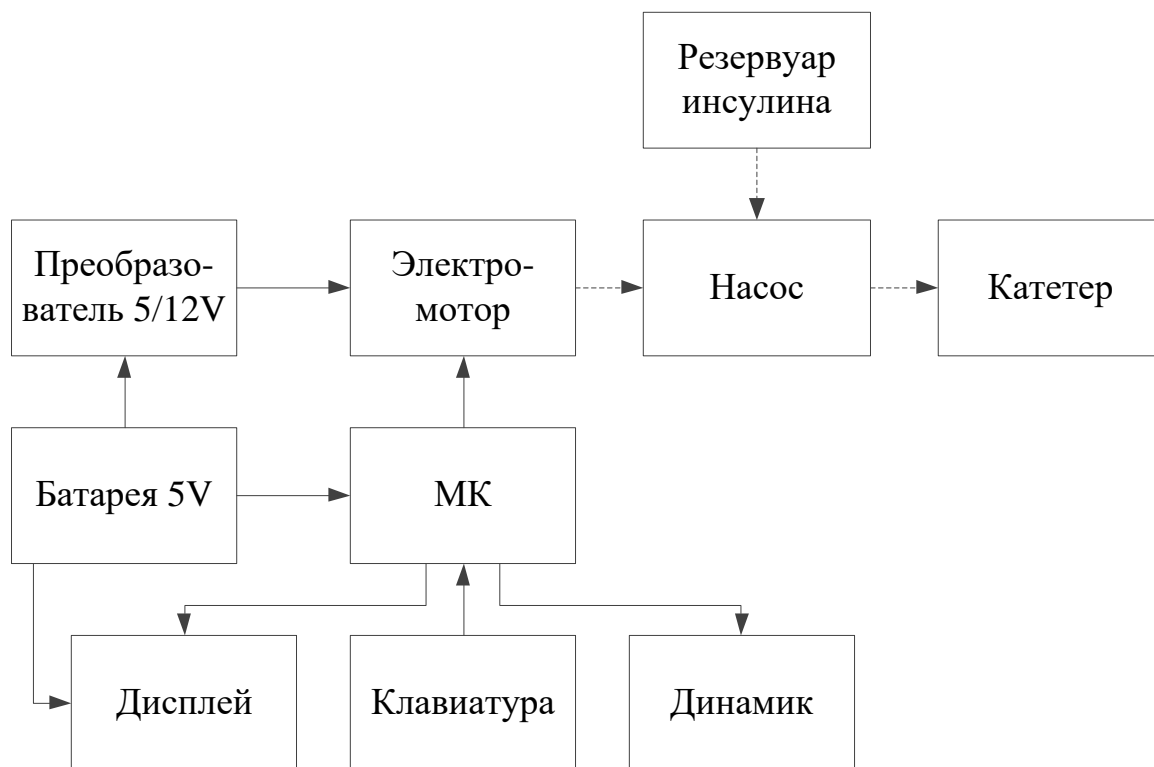 Резервуар
инсулина
Преобразо-
ватель 5/12V
Электро-
мотор
Насос
Катетер
Батарея 5V
МК
Дисплей
Клавиатура
Динамик